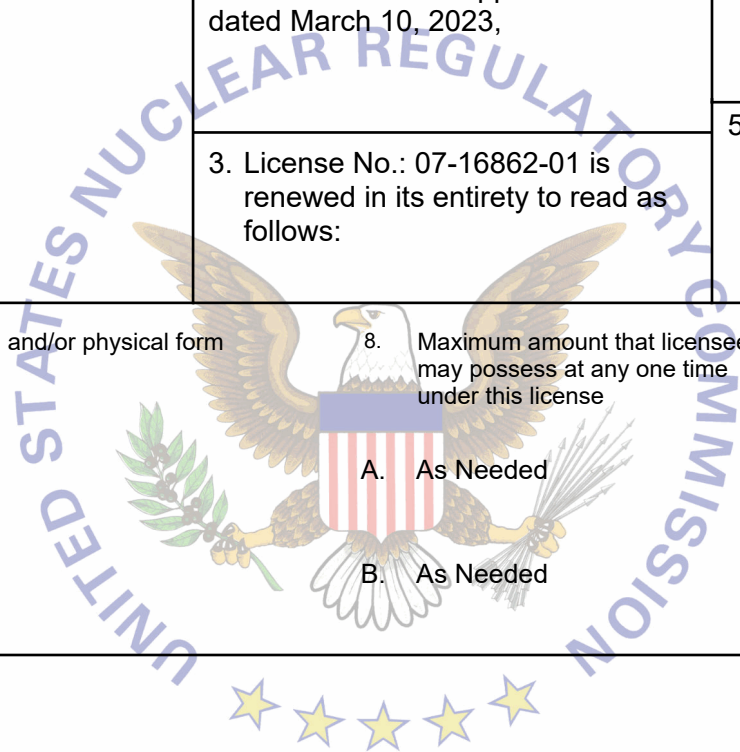 dated March 10, 2023,
5
3. License No.: 07-16862-01 is
renewed in its entirety to read as
follows:
and/or physical form
8. Maximum amount that licensee
may possess at any one time
under this license
A. As Needed
B. As Needed
UNITED STATES NUCLEAR REGULATORY COMMISSION